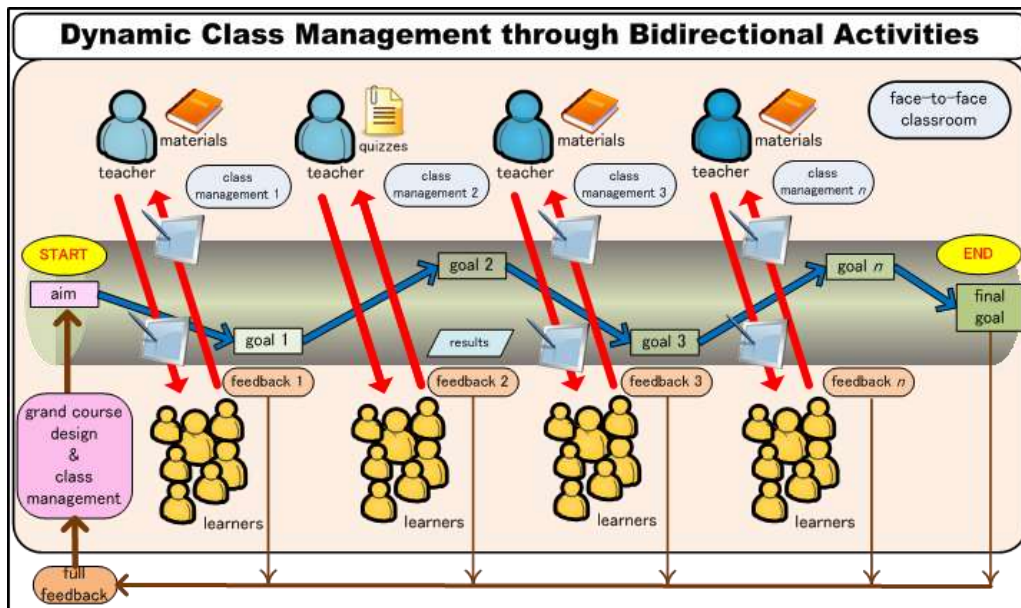 Dynamic Class Management through Bidirectional Activities
face-to-face
classroom
materials
teacher
class
management 1
quizzes
teacher
class
management 2
materials
teacher
class
management 3
materials
teacher
class
management n
START
aim
goal 1
goal 2
results
goal 3
goal n
END
final
goal
feedback 1
feedback 2
feedback 3
feedback n
grand course
design
&
class
management
learners
learners
learners
learners
full
feedback